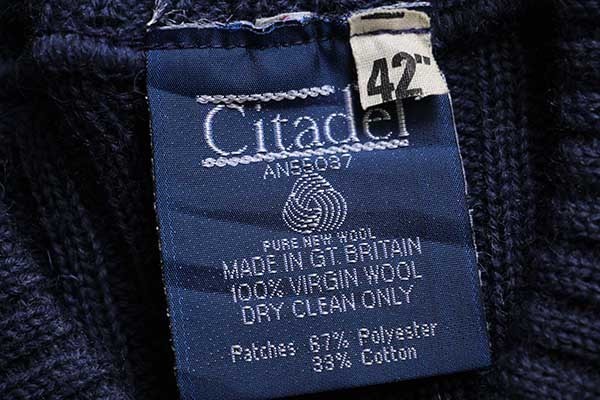 42"
Citadel
AN55037
PURE NEW WOOL
MADE IN GT. BRITAIN
100% VIRGIN WOOL
DRY CLEAN ONLY
Patches 67% Polyester
33% Cotton